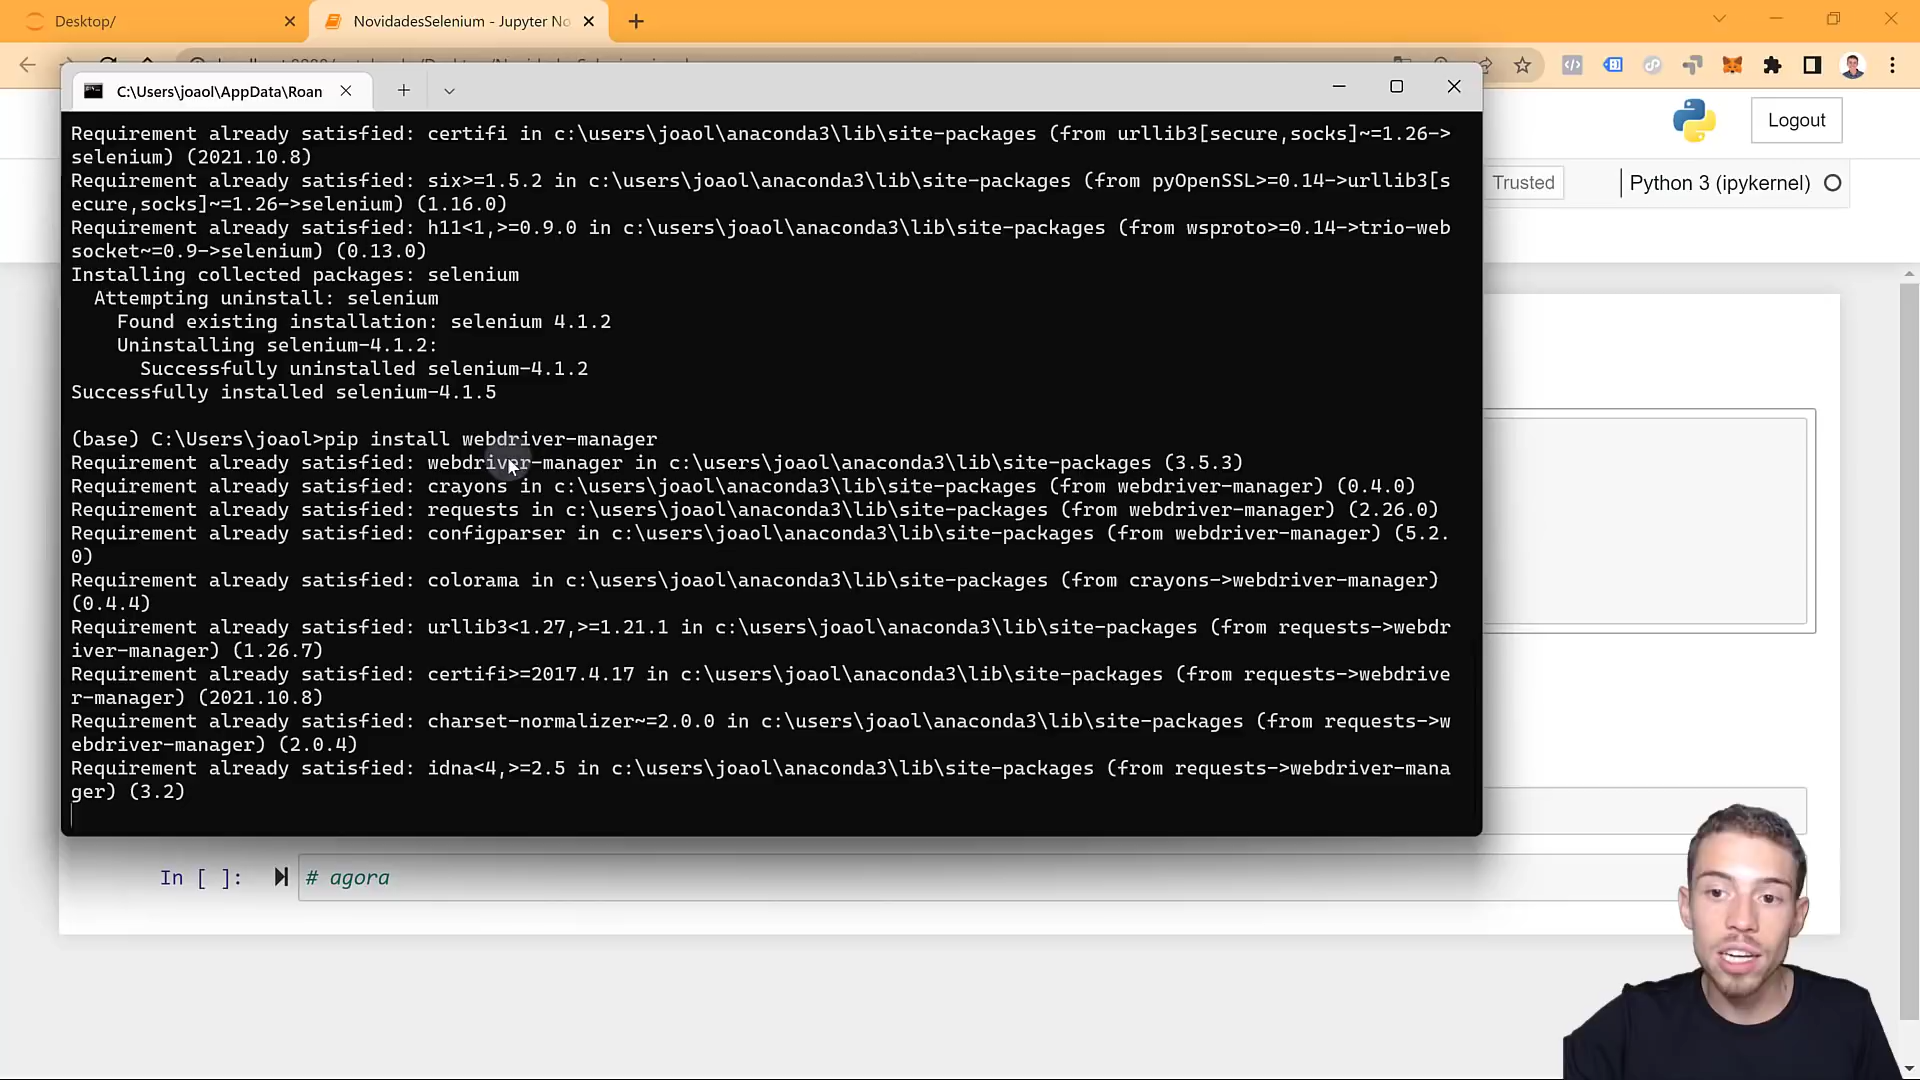 Desktop/
NovidadesSelenium - Jupyter No
C:\Users\joaol\AppData\Roan
Requirement already satisfied: certifi in c:\users\joaol\anaconda3\lib\site-packages (from urllib3[secure,socks]~=1.26->
selenium) (2021.10.8)
Requirement already satisfied: six>=1.5.2 in c:\users\joaol\anaconda3\lib\site-packages (from pyOpenSSL>=0.14->urllib3[s
ecure,socks]~=1.26->selenium) (1.16.0)
Requirement already satisfied: h11<1,>=0.9.0 in c:\users\joaol\anaconda3\lib\site-packages (from wsproto>=0.14->trio-web
socket~=0.9->selenium) (0.13.0)
Installing collected packages: selenium
Attempting uninstall: selenium
Found existing installation: selenium 4.1.2
Uninstalling selenium-4.1.2:
Successfully uninstalled selenium-4.1.2
Successfully installed selenium-4.1.5
(base) C:\Users\joaol>pip install webdriver-manager
Requirement already satisfied: webdriver-manager in c:\users\joaol\anaconda3\lib\site-packages (3.5.3)
Requirement already satisfied: crayons in c:\users\joaol\anaconda3\lib\site-packages (from webdriver-manager) (0.4.0)
Requirement already satisfied: requests in c:\users\joaol\anaconda3\lib\site-packages (from webdriver-manager) (2.26.0)
Requirement already satisfied: configparser in c:\users\joaol\anaconda3\lib\site-packages (from webdriver-manager) (5.2.
0)
Requirement already satisfied: colorama in c:\users\joaol\anaconda3\lib\site-packages (from crayons->webdriver-manager)
(0.4.4)
Requirement already satisfied: urllib3<1.27,>=1.21.1 in c:\users\joaol\anaconda3\lib\site-packages (from requests->webdr
iver-manager) (1.26.7)
Requirement already satisfied: certifi>=2017.4.17 in c:\users\joaol\anaconda3\lib\site-packages (from requests->webdrive
r-manager) (2021.10.8)
Requirement already satisfied: charset-normalizer~=2.0.0 in c:\users\joaol\anaconda3\lib\site-packages (from requests->w
ebdriver-manager) (2.0.4)
Requirement already satisfied: idna<4,>=2.5 in c:\users\joaol\anaconda3\lib\site-packages (from requests->webdriver-mana
ger) (3.2)
Logout
Trusted
Python 3 (ipykernel)
In [ ]:
# agora